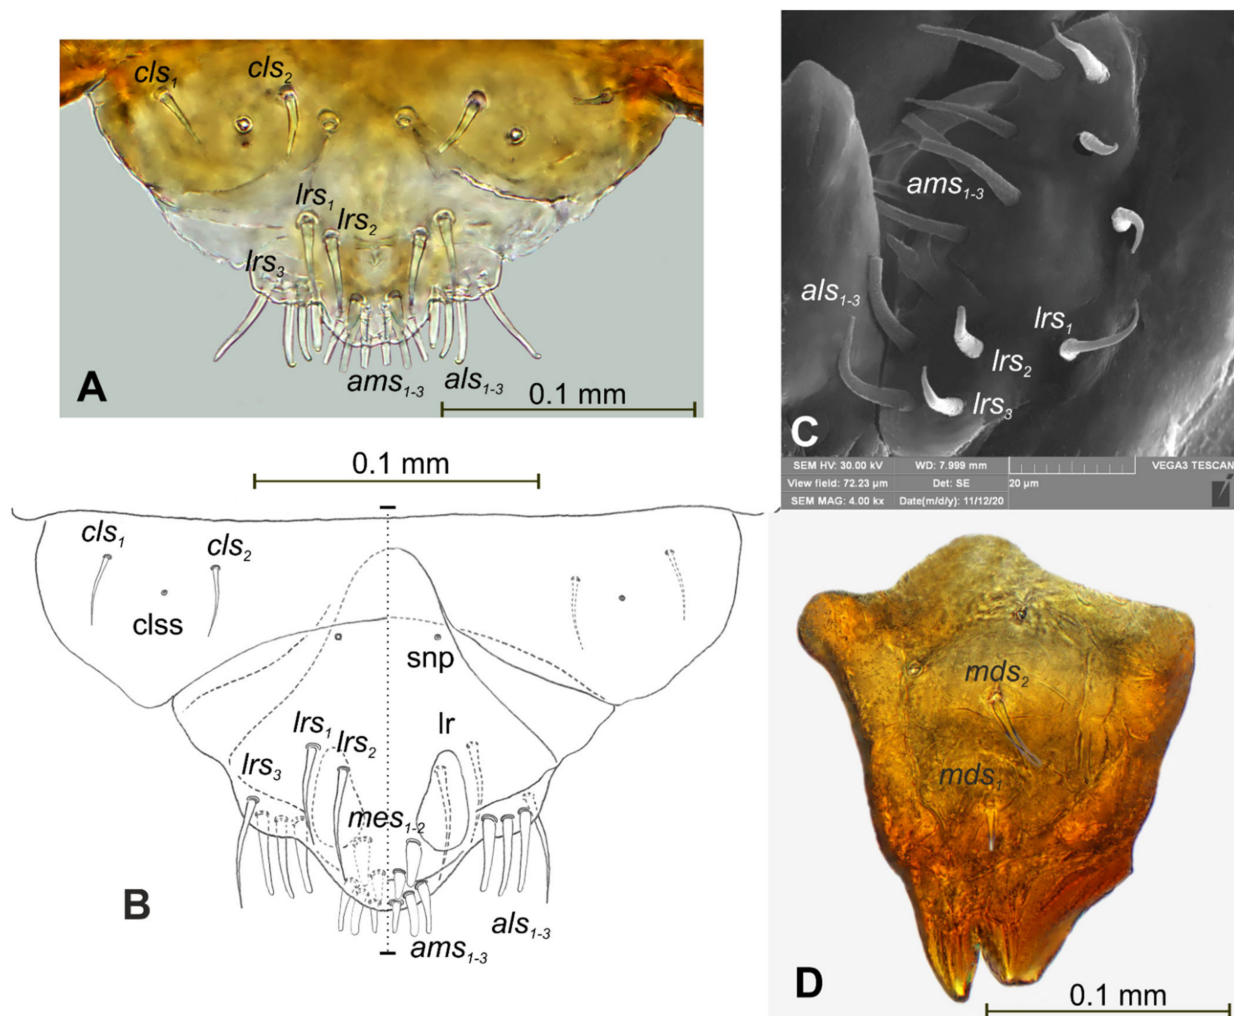 cls₁
cls₂
lrs₁
lrs₂
lrs₃
ams₁₋₃
als₁₋₃
A
0.1 mm
ams₁₋₃
als₁₋₃
lrs₁
lrs₂
lrs₃
C
SEM HV: 30.00 kV WD: 7.999 mm VEGA3 TESCAN
View field: 72.23 µm Det: SE 20 µm
SEM MAG: 4.00 kx Date(m/d/y): 11/12/20
0.1 mm
cls₁
cls₂
clss
snp
lrs₁
lrs₂
lr
lrs₃
mes₁₋₂
B
als₁₋₃
ams₁₋₃
mds₂
mds₁
D
0.1 mm